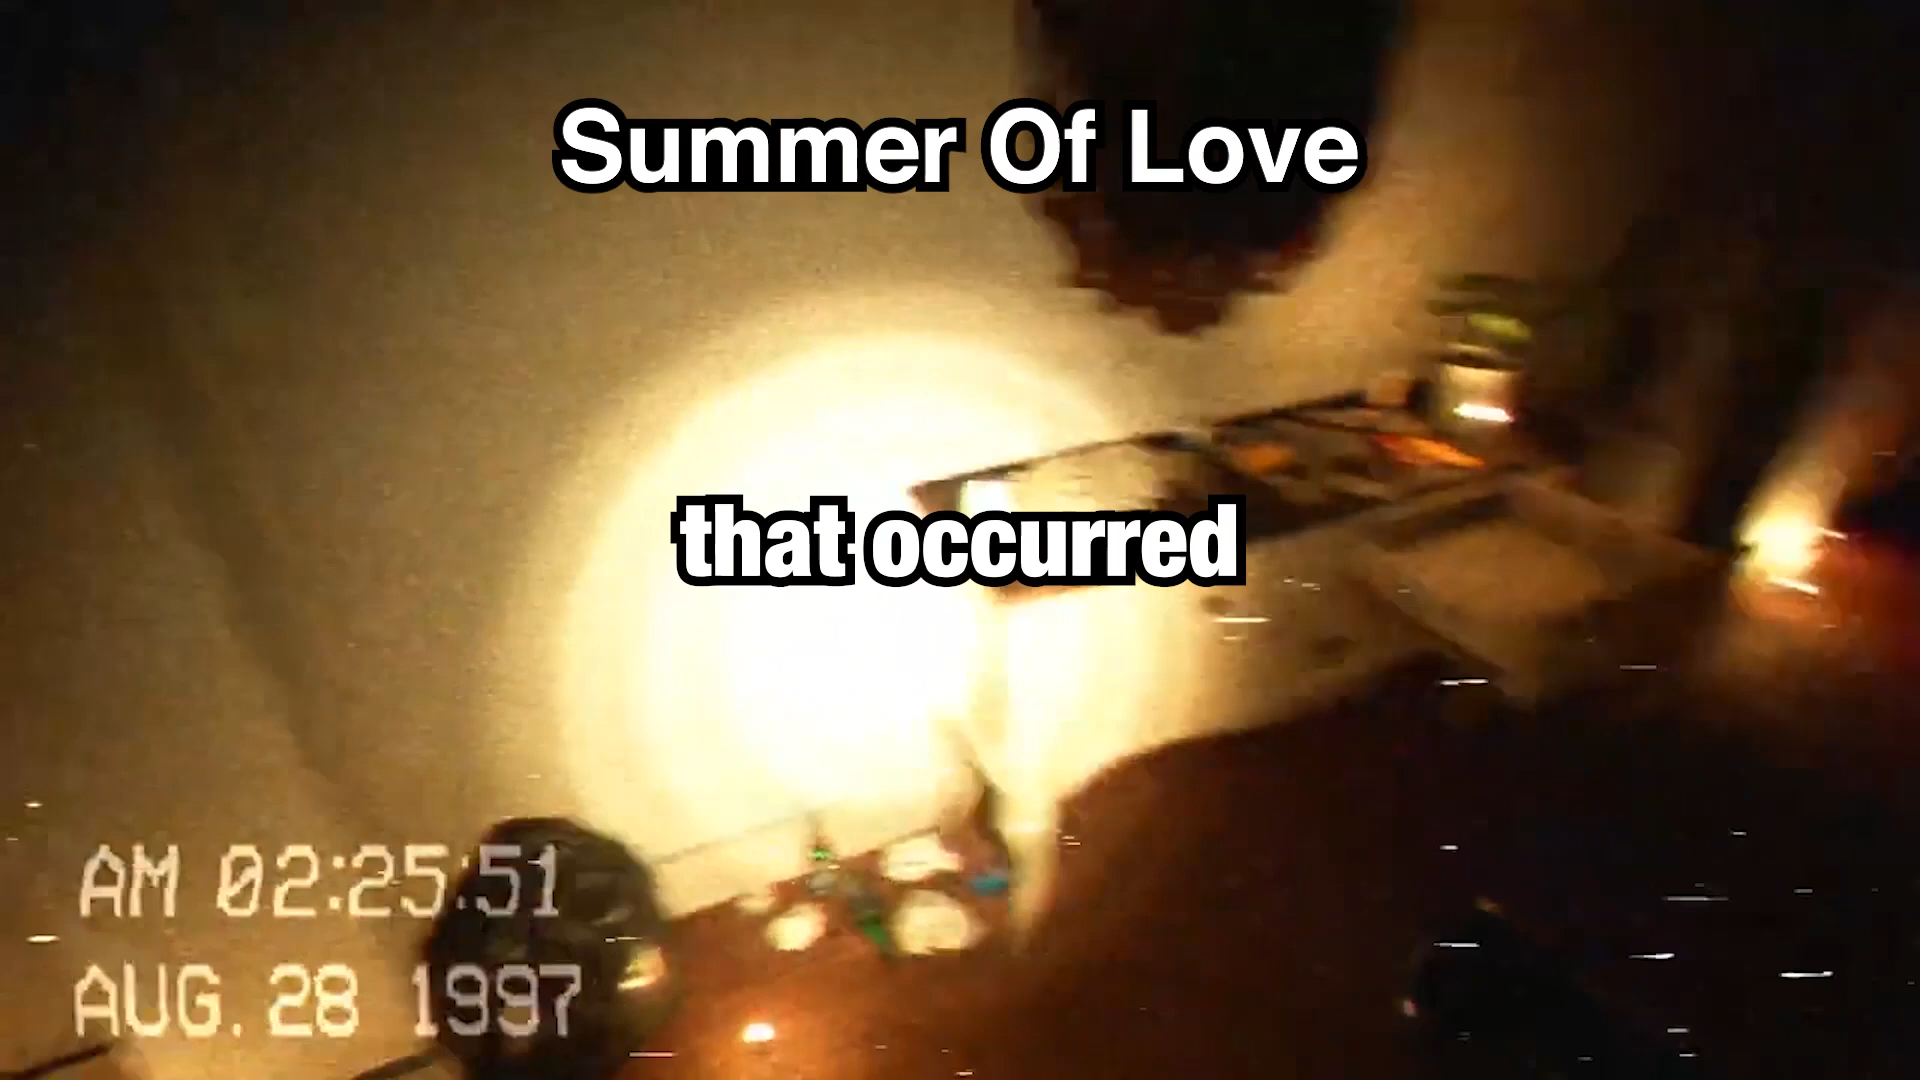 Summer Of Love
that occurred
AM 02:25:51
AUG. 28 1997